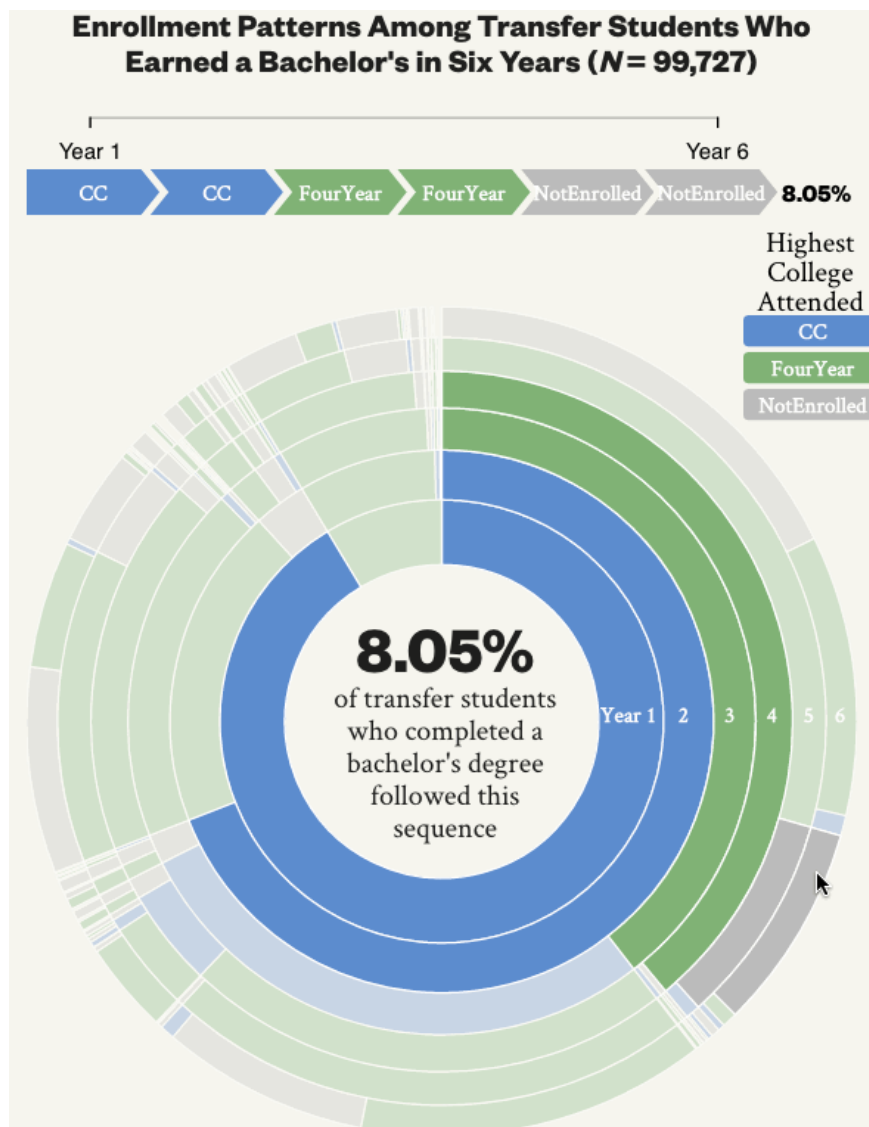 Enrollment Patterns Among Transfer Students Who
Earned a Bachelor's in Six Years (N = 99,727)
Year 1
Year 6
CC
CC
FourYear
FourYear
NotEnrolled
NotEnrolled
8.05%
Highest
College
Attended
CC
FourYear
NotEnrolled
8.05%
of transfer students
who completed a
bachelor's degree
followed this
sequence
Year 1
2
3
4
5
6